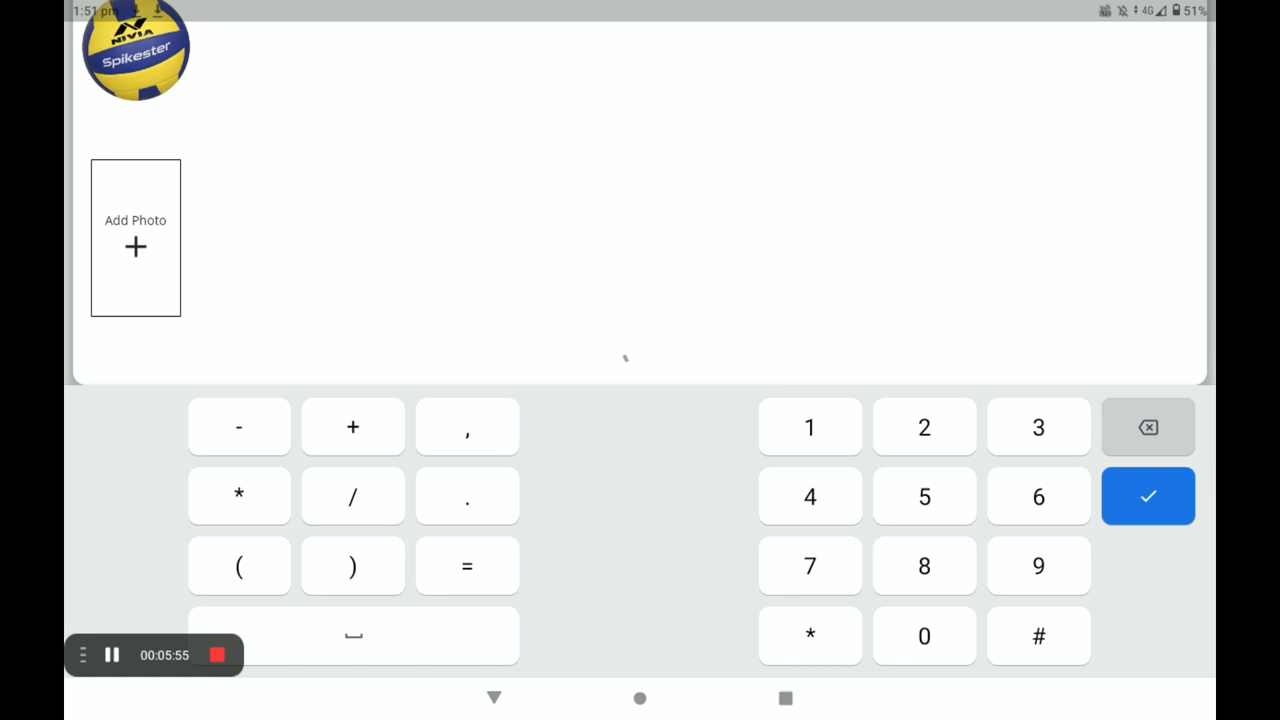 1:51 pm 4G 51%
NIVIA
Spikester
Add Photo
- + , 1 2 3
* / . 4 5 6
( ) = 7 8 9
* 0 #
00:05:55